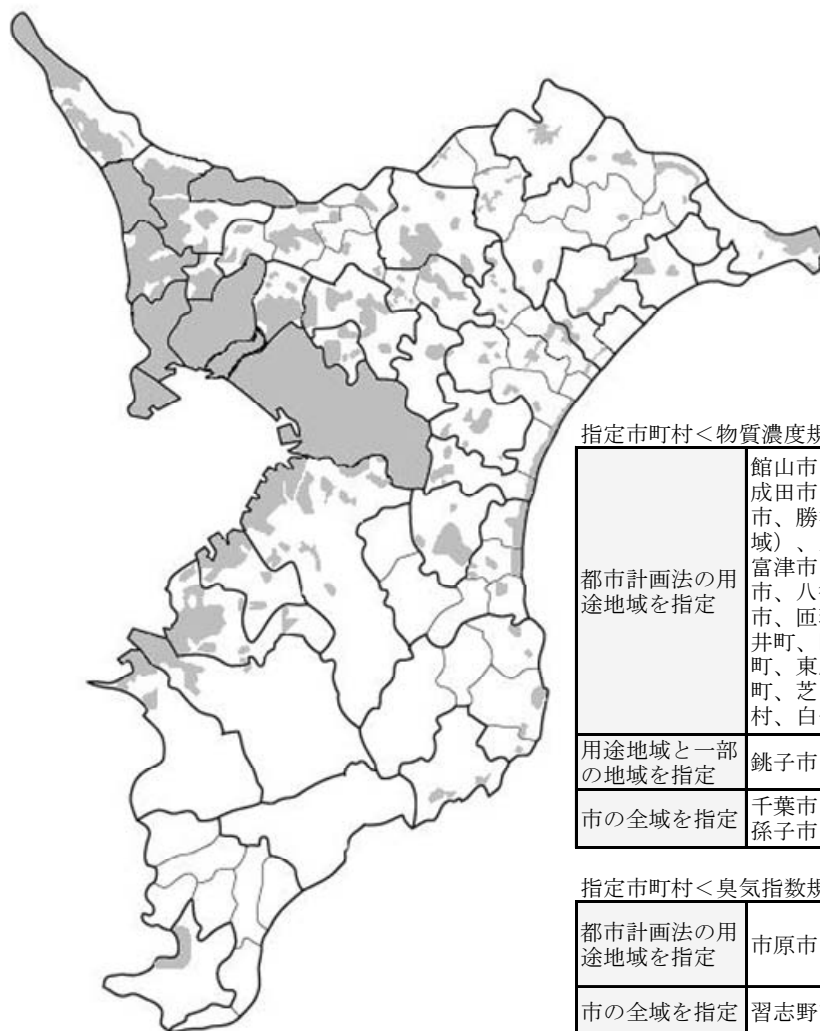 指定市町村＜物質濃度規
都市計画法の用
途地域を指定
館山市
成田市
市、勝
域）、
富津市
市、八
市、匝
井町、
町、東
町、芝
村、白
用途地域と一部
の地域を指定
銚子市
市の全域を指定
千葉市
孫子市
指定市町村＜臭気指数規
都市計画法の用
途地域を指定
市原市
市の全域を指定
習志野